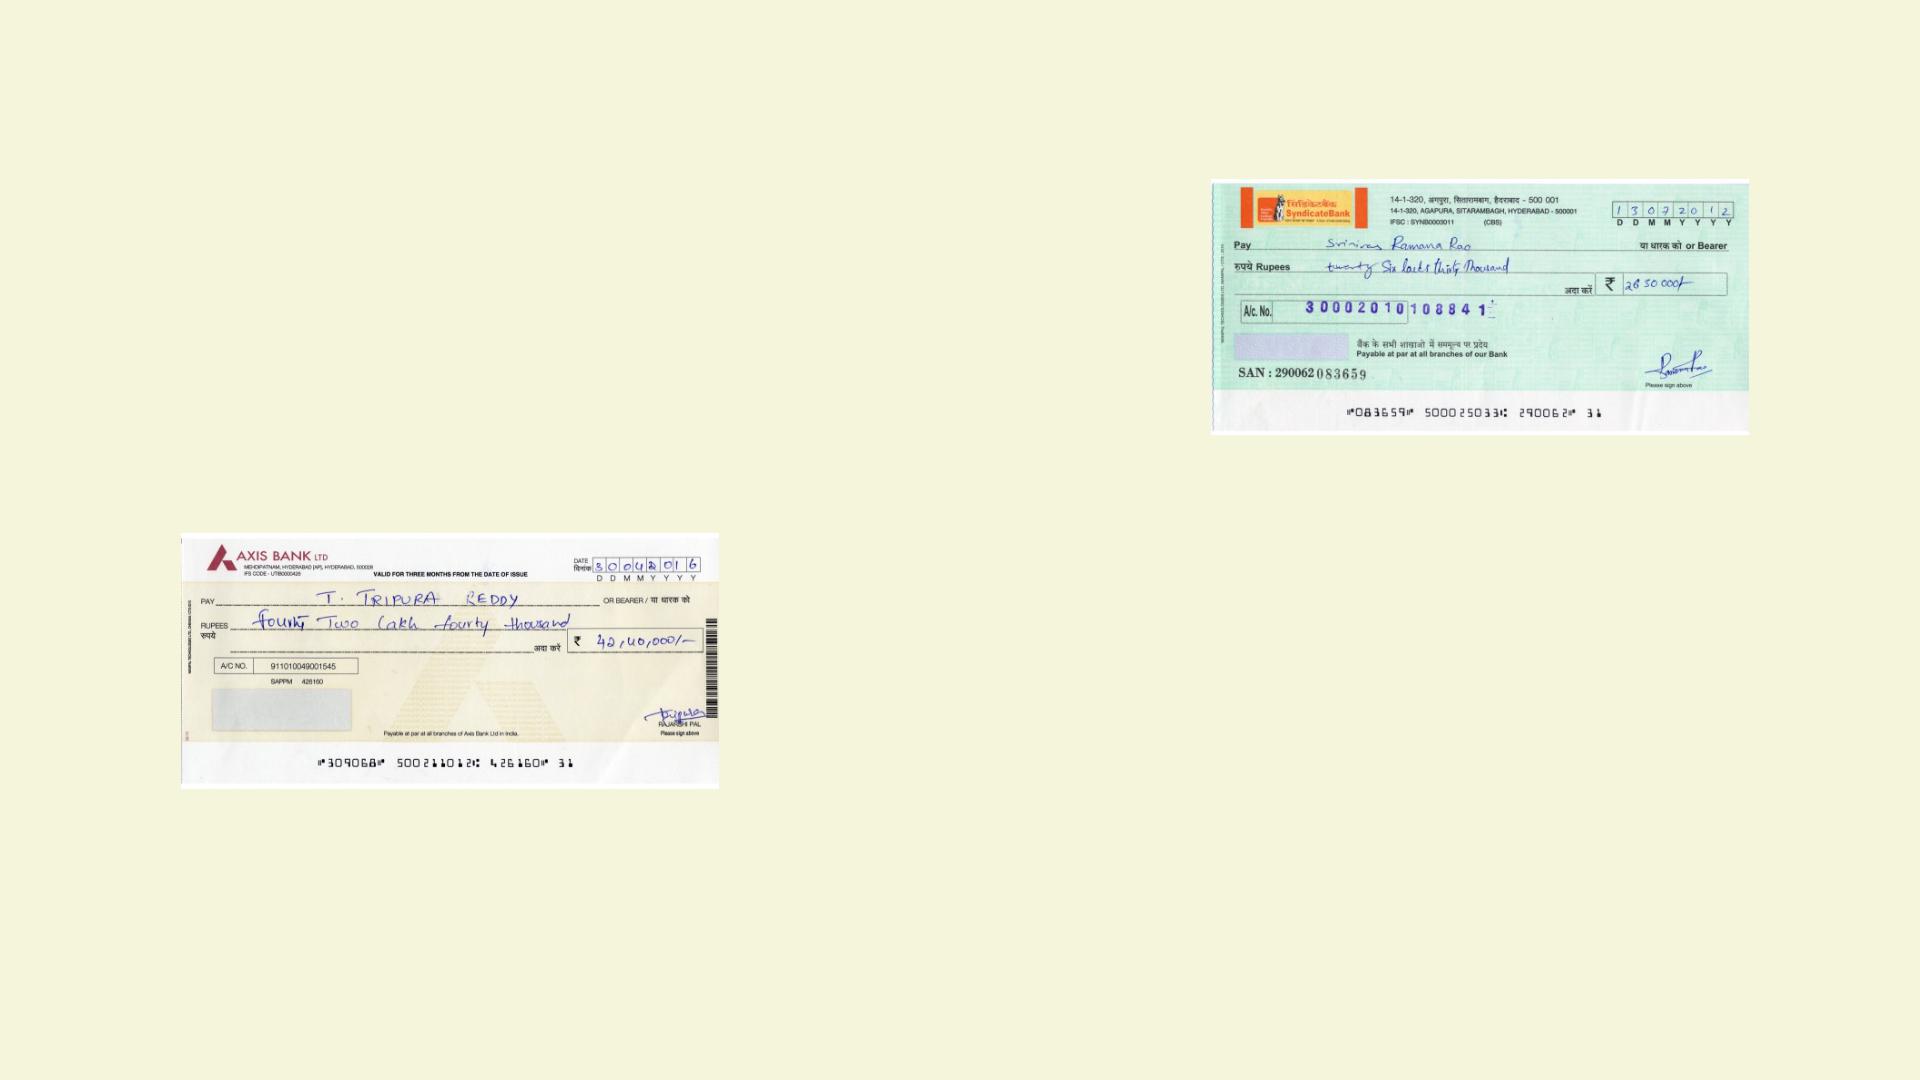 सिंडिकेटबैंक
SyndicateBank
14-1-320, अगपुरा, सितारामबाग, हैदराबाद - 500 001
14-1-320, AGAPURA, SITARAMBAGH, HYDERABAD - 500001
IFSC : SYNB0003011 (CBS)
1 3 0 7 2 0 1 2
D D M M Y Y Y Y
Pay Srinivas Ramana Rao या धारक को or Bearer
रुपये Rupees twenty Six lacks thirty Thousand
अदा करें ₹ 2630000/-
A/c. No. 30002010108841
बैंक के सभी शाखाओ में सममूल्य पर प्रदेय
Payable at par at all branches of our Bank
SAN : 290062 083659
Please sign above
⑈083659⑈ 500025033⑆ 290062⑈ 31
AXIS BANK LTD
MEHDIPATNAM, HYDERABAD [AP], HYDERABAD, 500028
IFS CODE - UTIB0000426
VALID FOR THREE MONTHS FROM THE DATE OF ISSUE
DATE
दिनांक 3 0 0 4 2 0 1 6
D D M M Y Y Y Y
PAY T. TRIPURA REDDY OR BEARER / या धारक को
RUPEES fourty Two Lakh fourty thousand
रुपये
अदा करें ₹ 42,40,000/-
A/C NO. 911010049001545
SAPPM 426160
RAJARSHI PAL
Payable at par at all branches of Axis Bank Ltd in India.
Please sign above
⑈309068⑈ 500211012⑆ 426160⑈ 31